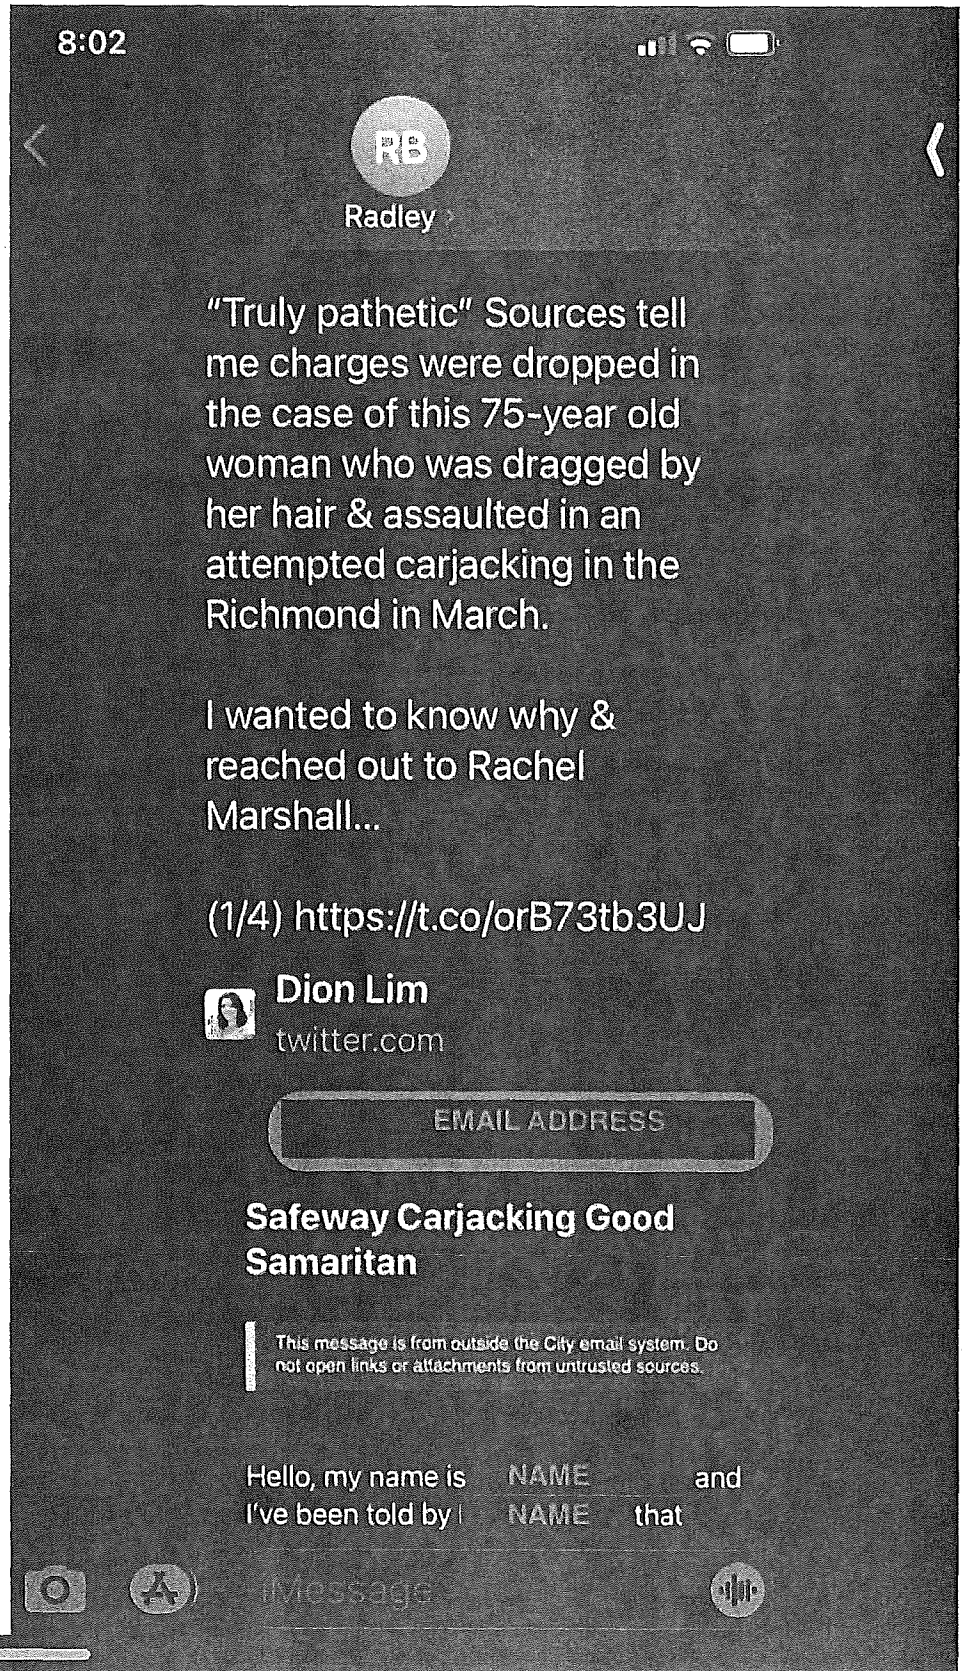 8:02
RB
Radley
“Truly pathetic” Sources tell
me charges were dropped in
the case of this 75-year old
woman who was dragged by
her hair & assaulted in an
attempted carjacking in the
Richmond in March.
I wanted to know why &
reached out to Rachel
Marshall...
(1/4) https://t.co/orB73tb3UJ
Dion Lim
twitter.com
EMAIL ADDRESS
Safeway Carjacking Good
Samaritan
This message is from outside the City email system. Do
not open links or attachments from untrusted sources.
Hello, my name is NAME and
I've been told by NAME that
iMessage